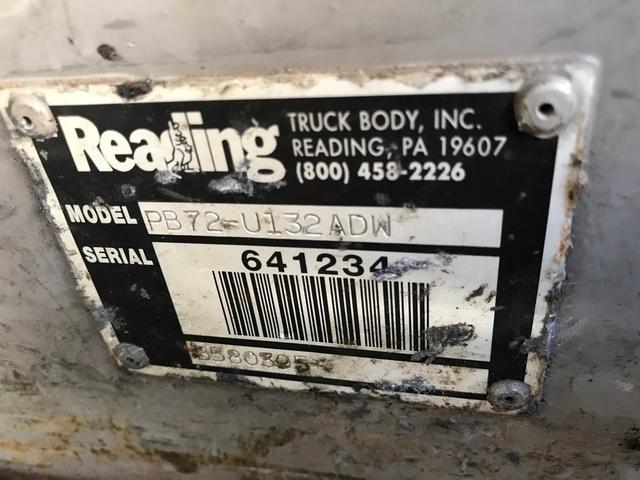 Reading
TRUCK BODY, INC.
READING, PA 19607
(800) 458-2226
MODEL PB72-U132ADW
SERIAL 641234